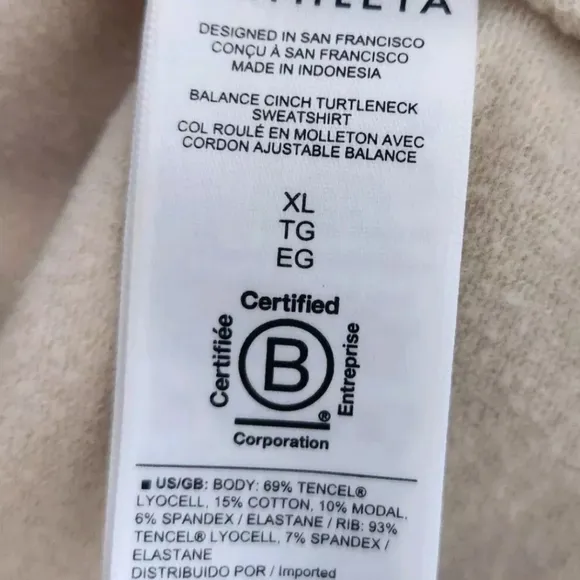 DESIGNED IN SAN FRANCISCO
CONÇU À SAN FRANCISCO
MADE IN INDONESIA
BALANCE CINCH TURTLENECK
SWEATSHIRT
COL ROULÉ EN MOLLETON AVEC
CORDON AJUSTABLE BALANCE
XL
TG
EG
Certified
Certifiée
B
Entreprise
®
Corporation
■ US/GB: BODY: 69% TENCEL®
LYOCELL, 15% COTTON, 10% MODAL,
6% SPANDEX / ELASTANE / RIB: 93%
TENCEL® LYOCELL, 7% SPANDEX /
ELASTANE
DISTRIBUIDO POR / Imported